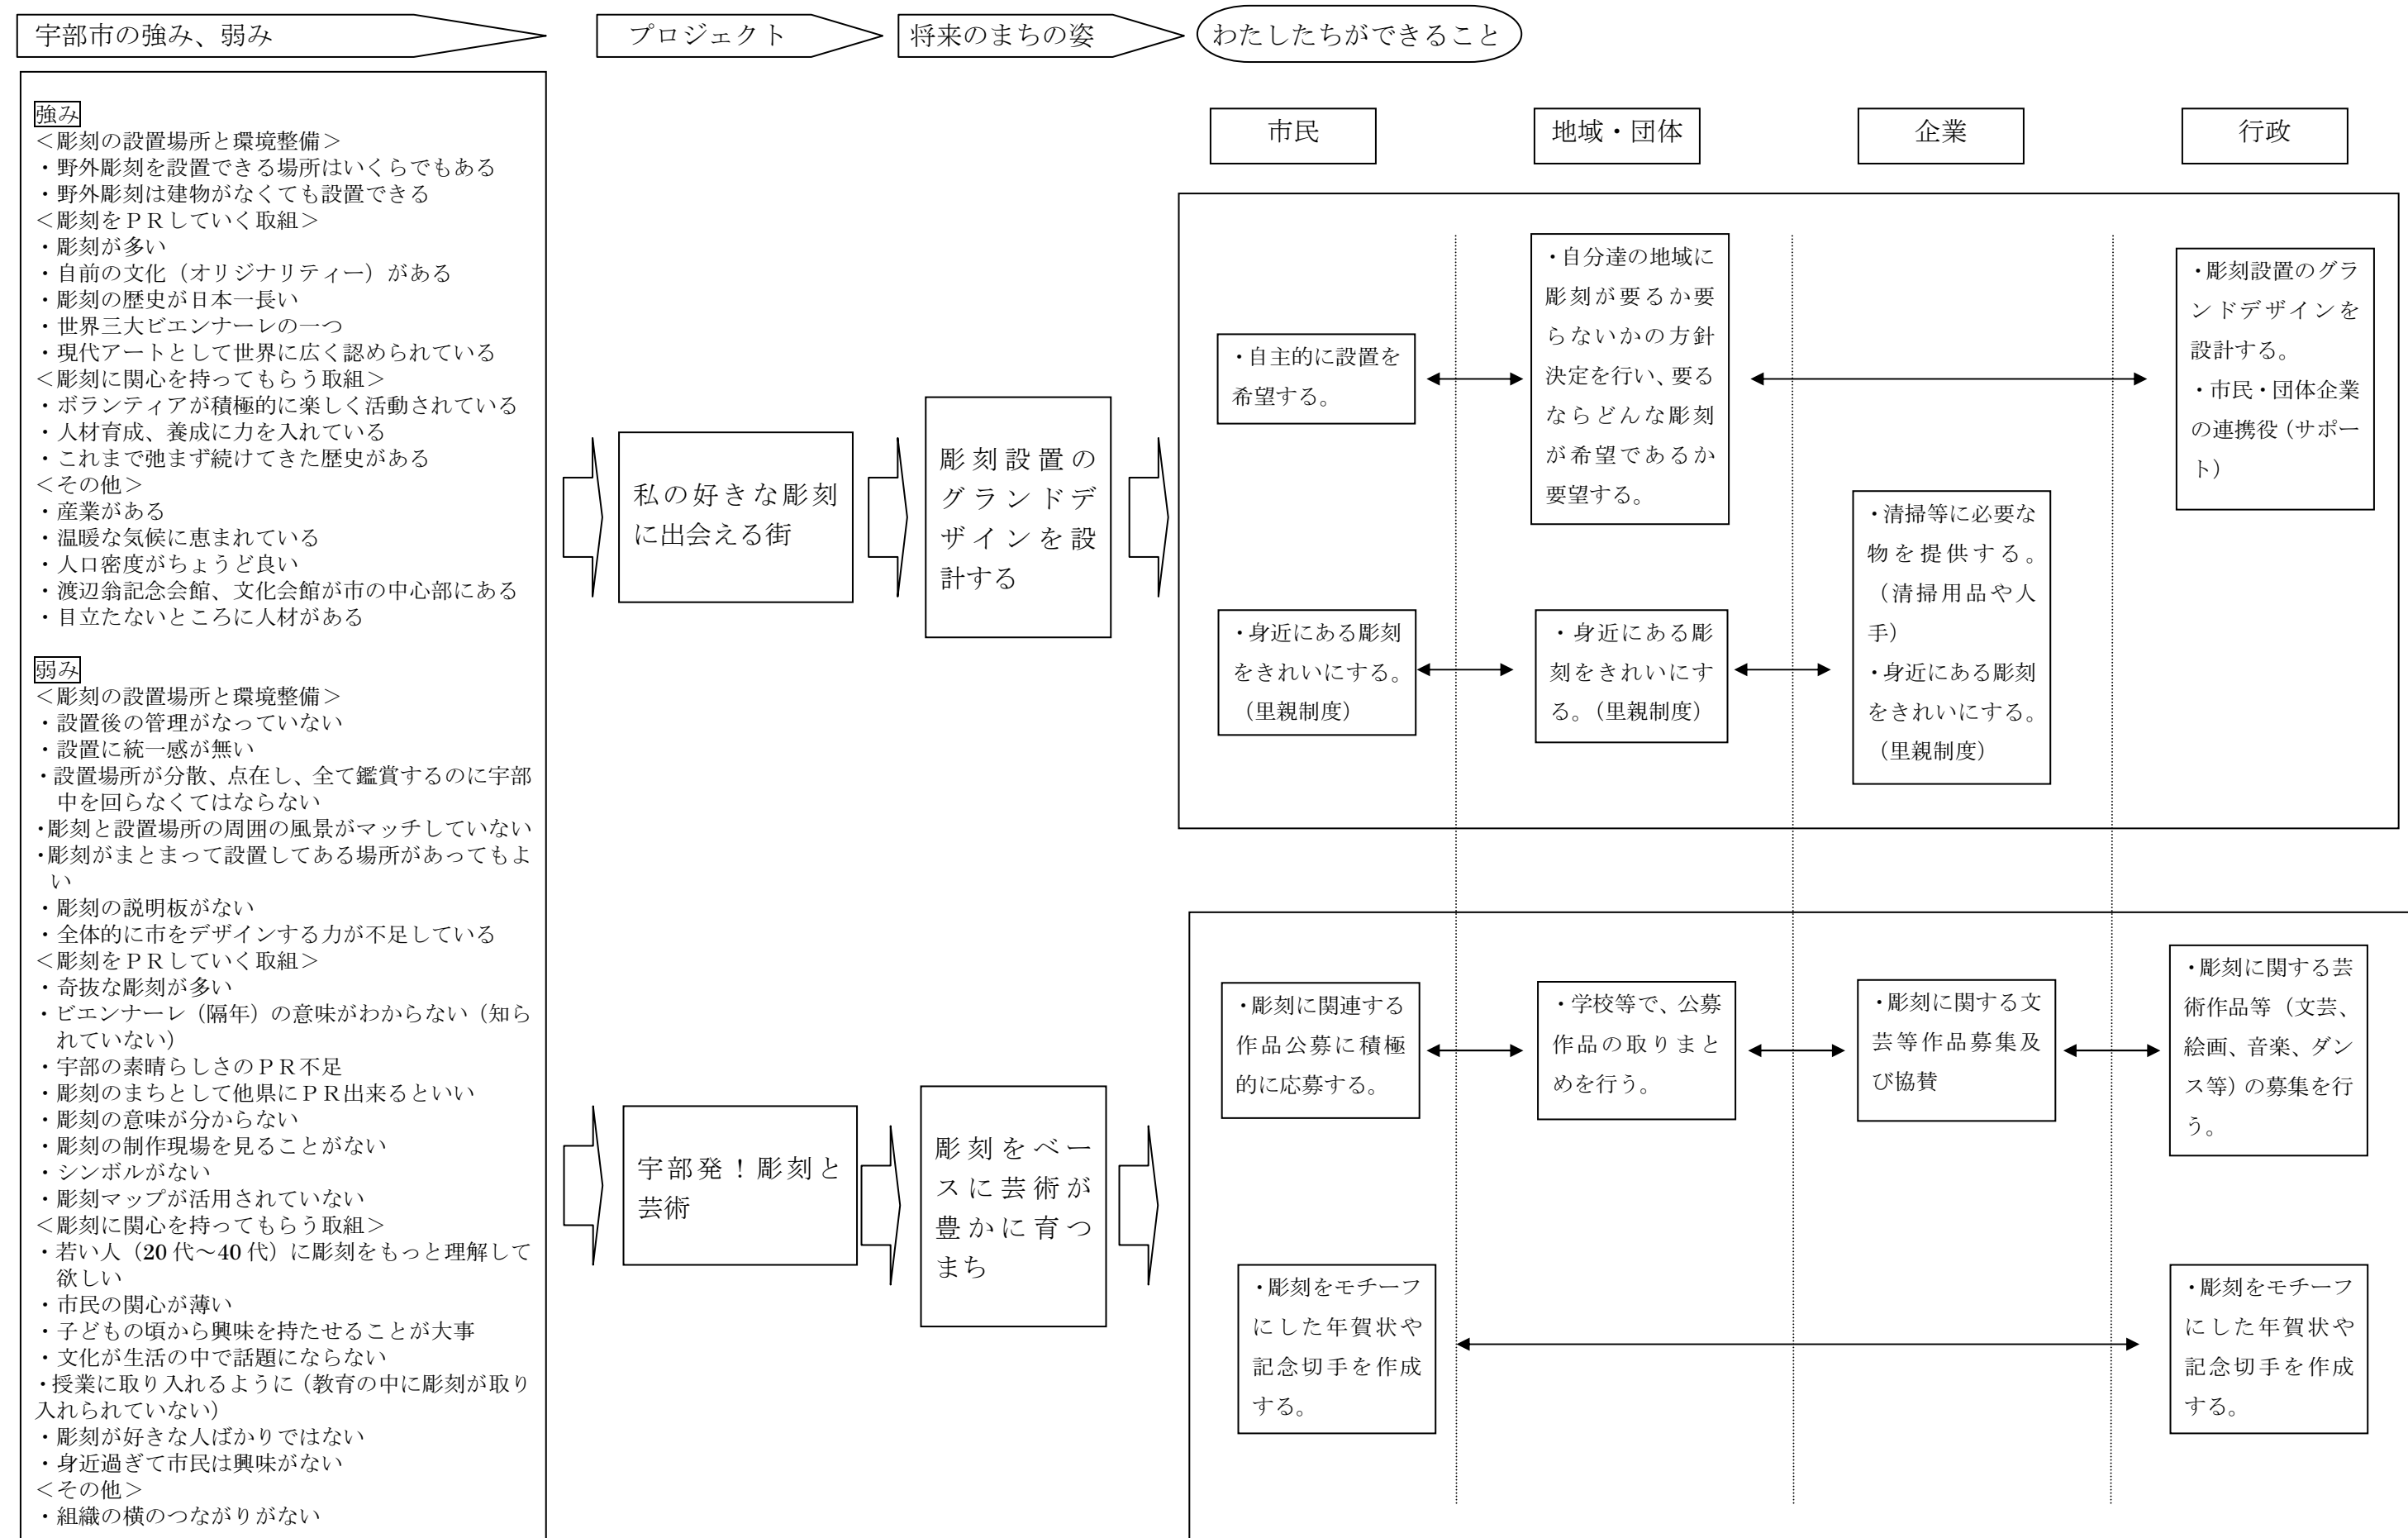 宇部市の強み、弱み
プロジェクト
将来のまちの姿
わたしたちができること
強み
＜彫刻の設置場所と環境整備＞
・野外彫刻を設置できる場所はいくらでもある
・野外彫刻は建物がなくても設置できる
＜彫刻をＰＲしていく取組＞
・彫刻が多い
・自前の文化（オリジナリティー）がある
・彫刻の歴史が日本一長い
・世界三大ビエンナーレの一つ
・現代アートとして世界に広く認められている
＜彫刻に関心を持ってもらう取組＞
・ボランティアが積極的に楽しく活動されている
・人材育成、養成に力を入れている
・これまで弛まず続けてきた歴史がある
＜その他＞
・産業がある
・温暖な気候に恵まれている
・人口密度がちょうど良い
・渡辺翁記念会館、文化会館が市の中心部にある
・目立たないところに人材がある
弱み
＜彫刻の設置場所と環境整備＞
・設置後の管理がなっていない
・設置に統一感が無い
・設置場所が分散、点在し、全て鑑賞するのに宇部
中を回らなくてはならない
・彫刻と設置場所の周囲の風景がマッチしていない
・彫刻がまとまって設置してある場所があってもよ
い
・彫刻の説明板がない
・全体的に市をデザインする力が不足している
＜彫刻をＰＲしていく取組＞
・奇抜な彫刻が多い
・ビエンナーレ（隔年）の意味がわからない（知ら
れていない）
・宇部の素晴らしさのＰＲ不足
・彫刻のまちとして他県にＰＲ出来るといい
・彫刻の意味が分からない
・彫刻の制作現場を見ることがない
・シンボルがない
・彫刻マップが活用されていない
＜彫刻に関心を持ってもらう取組＞
・若い人（20代～40代）に彫刻をもっと理解して
欲しい
・市民の関心が薄い
・子どもの頃から興味を持たせることが大事
・文化が生活の中で話題にならない
・授業に取り入れるように（教育の中に彫刻が取り
入れられていない）
・彫刻が好きな人ばかりではない
・身近過ぎて市民は興味がない
＜その他＞
・組織の横のつながりがない
私の好きな彫刻
に出会える街
彫刻設置の
グランドデ
ザインを設
計する
市民
地域・団体
企業
行政
・自主的に設置を
希望する。
・自分達の地域に
彫刻が要るか要
らないかの方針
決定を行い、要る
ならどんな彫刻
が希望であるか
要望する。
・彫刻設置のグラ
ンドデザインを
設計する。
・市民・団体企業
の連携役（サポー
ト）
・身近にある彫刻
をきれいにする。
（里親制度）
・身近にある彫
刻をきれいにす
る。（里親制度）
・清掃等に必要な
物を提供する。
（清掃用品や人
手）
・身近にある彫刻
をきれいにする。
（里親制度）
宇部発！彫刻と
芸術
彫刻をベー
スに芸術が
豊かに育つ
まち
・彫刻に関連する
作品公募に積極
的に応募する。
・学校等で、公募
作品の取りまと
めを行う。
・彫刻に関する文
芸等作品募集及
び協賛
・彫刻に関する芸
術作品等（文芸、
絵画、音楽、ダン
ス等）の募集を行
う。
・彫刻をモチーフ
にした年賀状や
記念切手を作成
する。
・彫刻をモチーフ
にした年賀状や
記念切手を作成
する。